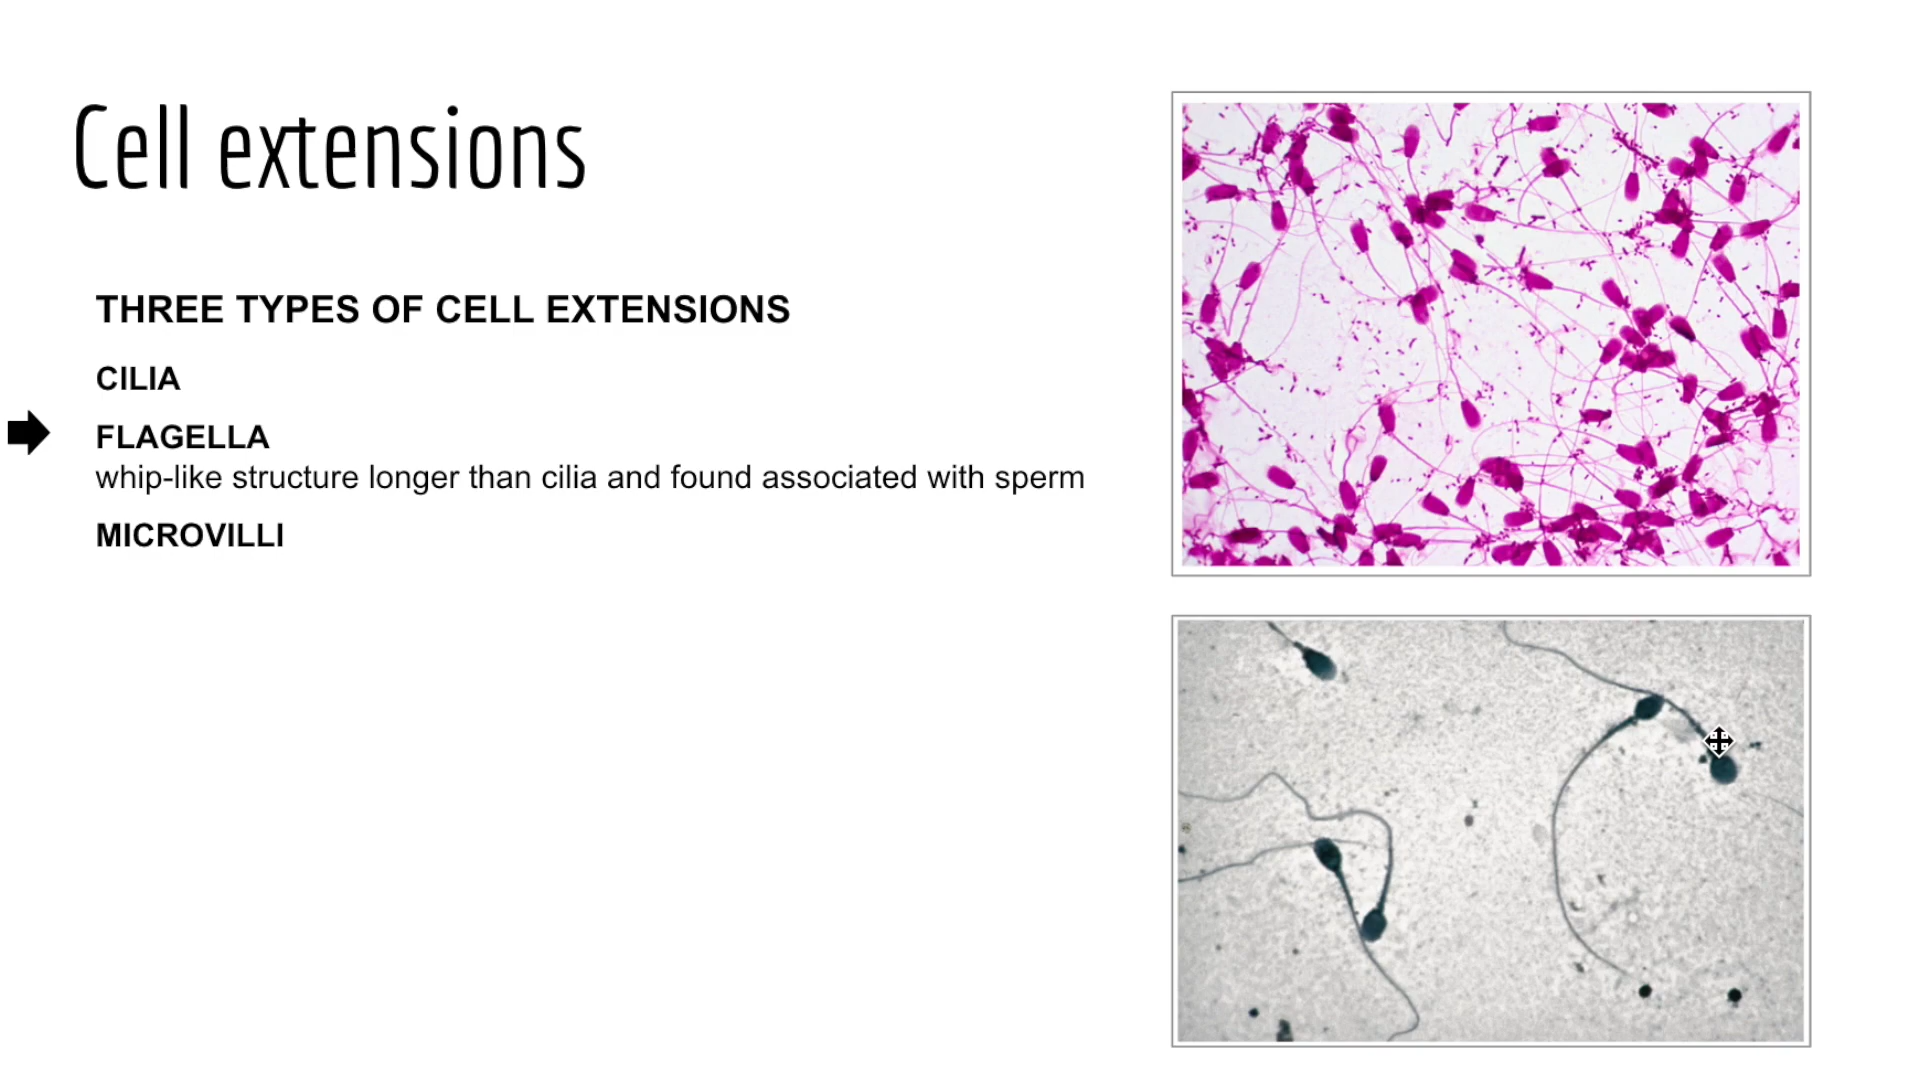 Cell extensions
THREE TYPES OF CELL EXTENSIONS
CILIA
FLAGELLA
whip-like structure longer than cilia and found associated with sperm
MICROVILLI